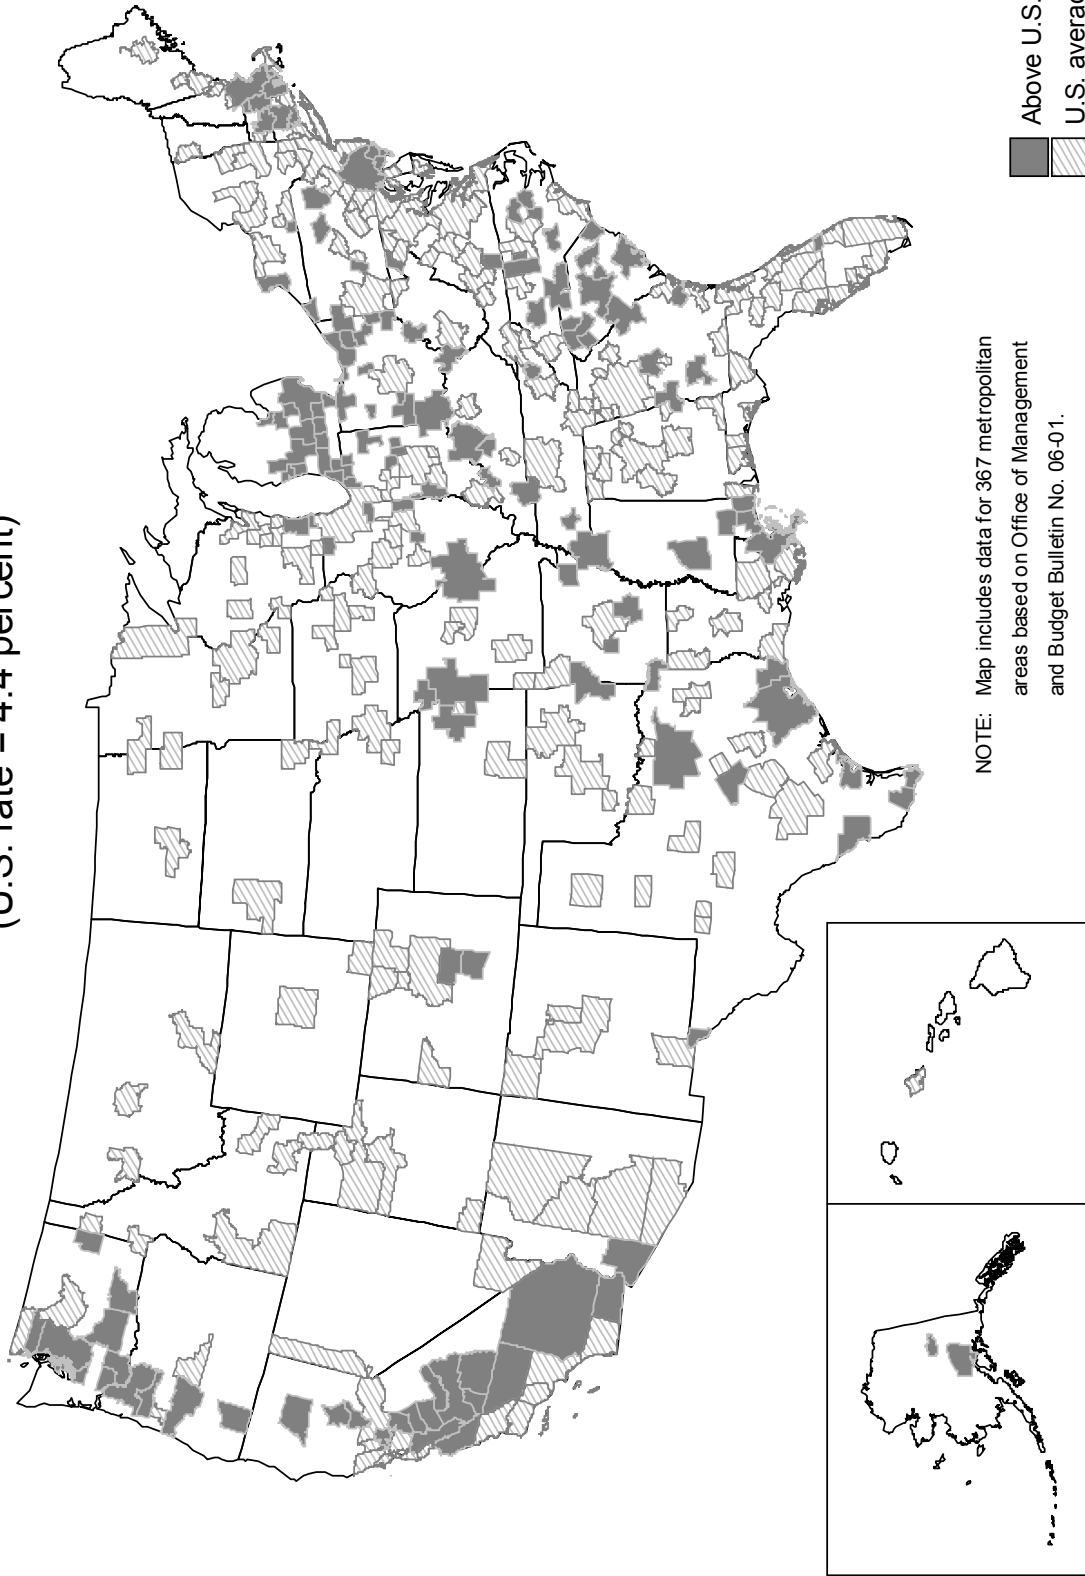 (U.S. rate = 4.4 percent)
Above U.S.
U.S. averag
NOTE: Map includes data for 367 metropolitan
areas based on Office of Management
and Budget Bulletin No. 06-01.